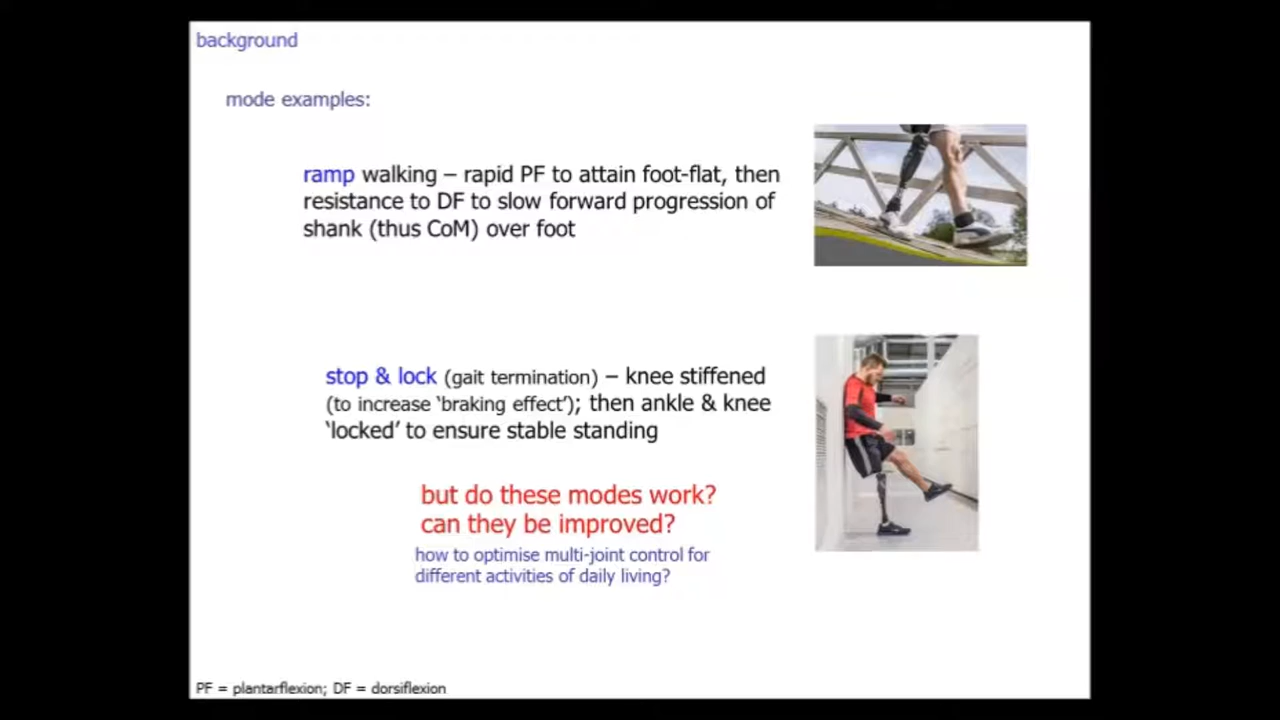 background
mode examples:
ramp walking – rapid PF to attain foot-flat, then
resistance to DF to slow forward progression of
shank (thus CoM) over foot
stop & lock (gait termination) – knee stiffened
(to increase ‘braking effect’); then ankle & knee
‘locked’ to ensure stable standing
but do these modes work?
can they be improved?
how to optimise multi-joint control for
different activities of daily living?
PF = plantarflexion; DF = dorsiflexion